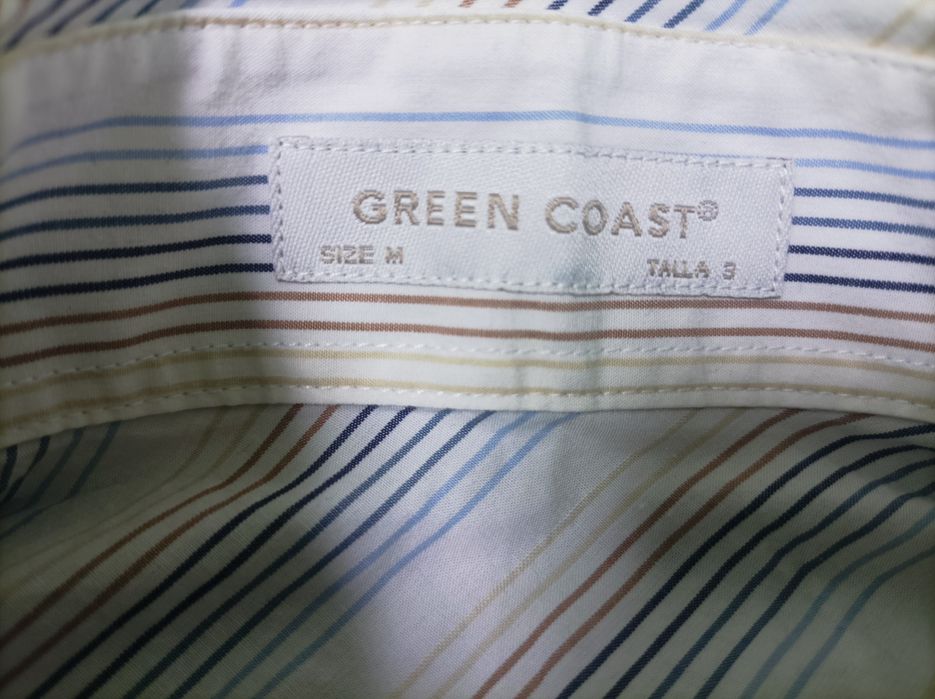 GREEN COAST®
SIZE M TALLA 3